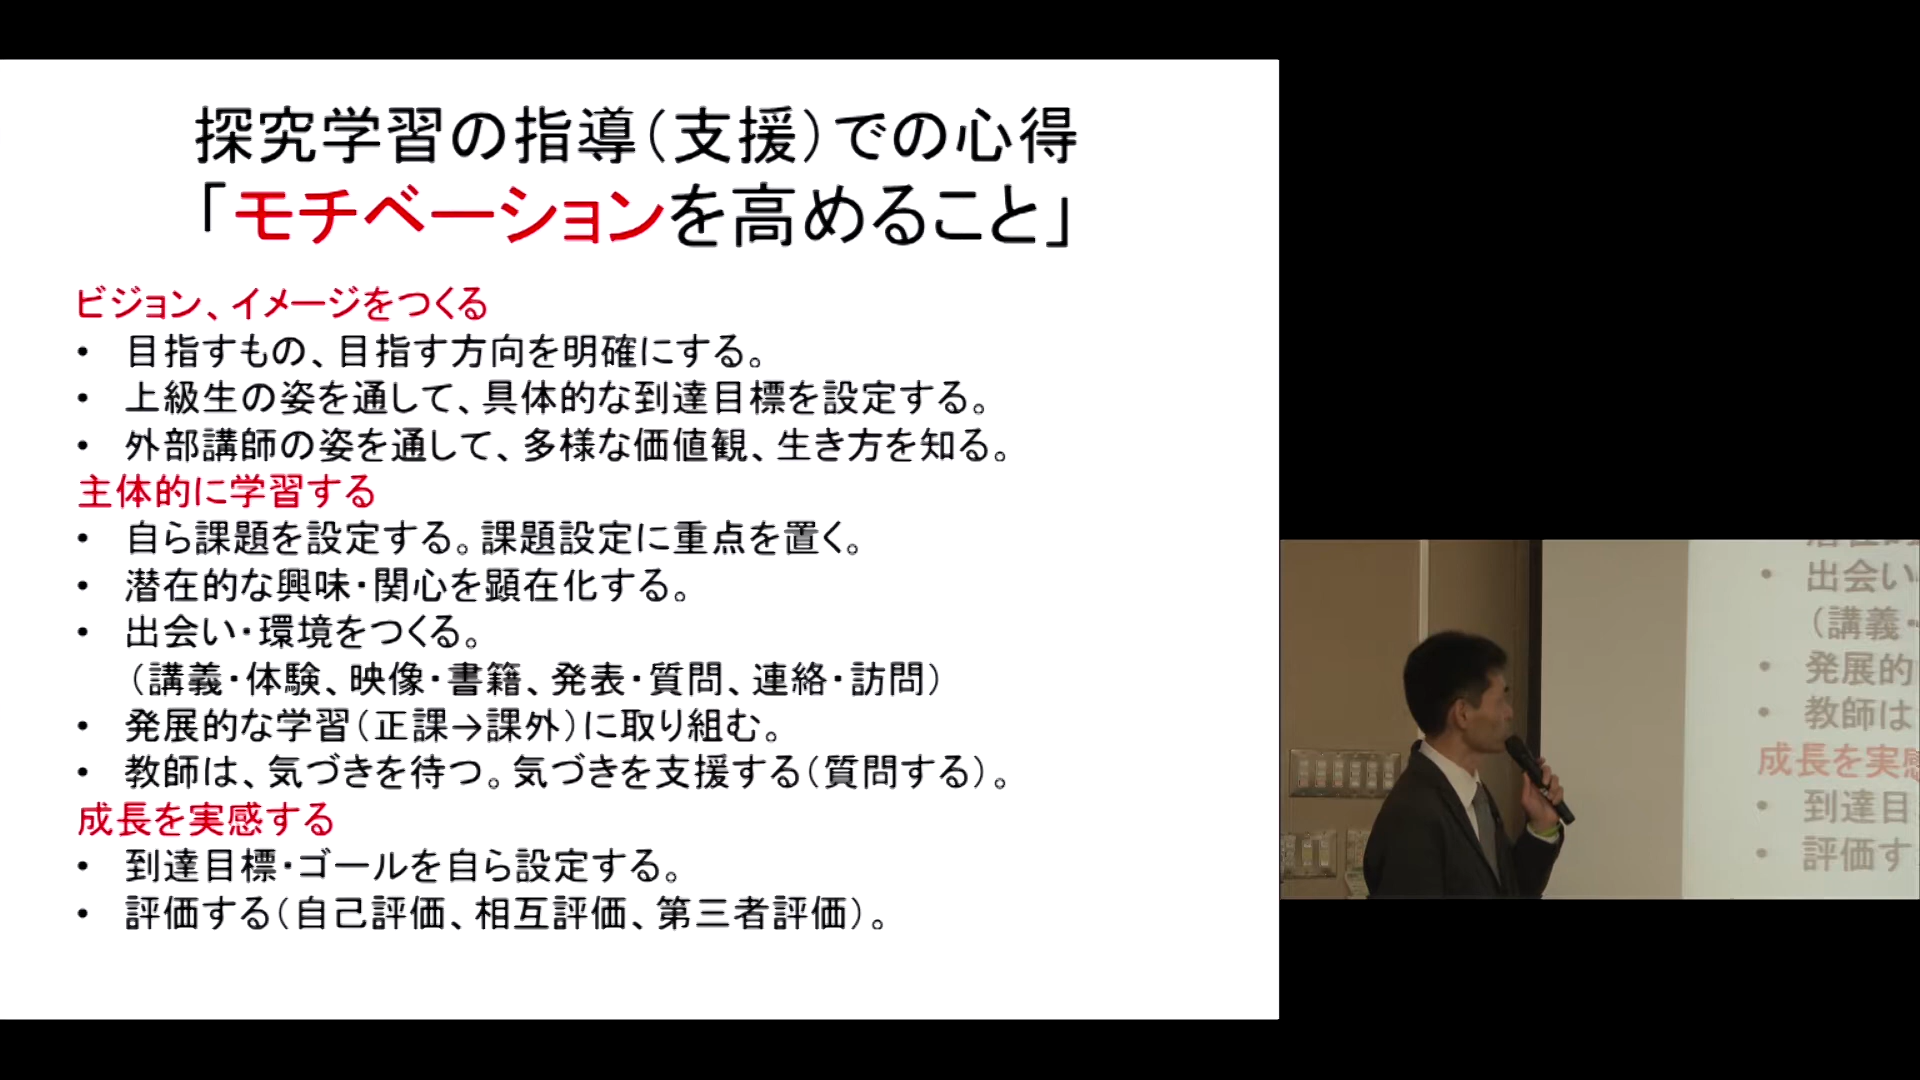 探究学習の指導（支援）での心得
「モチベーションを高めること」
ビジョン、イメージをつくる
• 目指すもの、目指す方向を明確にする。
• 上級生の姿を通して、具体的な到達目標を設定する。
• 外部講師の姿を通して、多様な価値観、生き方を知る。
主体的に学習する
• 自ら課題を設定する。課題設定に重点を置く。
• 潜在的な興味・関心を顕在化する。
• 出会い・環境をつくる。
（講義・体験、映像・書籍、発表・質問、連絡・訪問）
• 発展的な学習（正課→課外）に取り組む。
• 教師は、気づきを待つ。気づきを支援する（質問する）。
成長を実感する
• 到達目標・ゴールを自ら設定する。
• 評価する（自己評価、相互評価、第三者評価）。
• 出会い
（講義・
• 発展的
• 教師は
成長を実
• 到達目
• 評価す